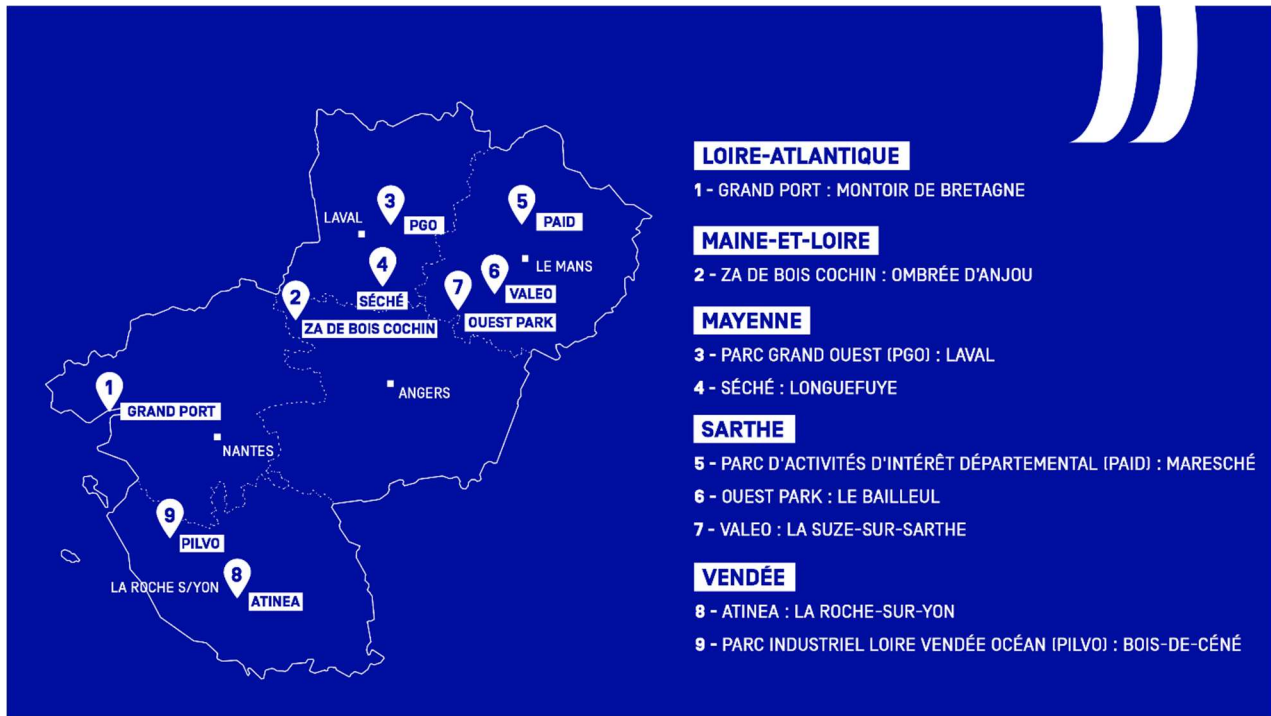 3
5
LAVAL
PGO
PAID
4
6
LE MANS
7
2
SÉCHÉ
VALEO
OUEST PARK
ZA DE BOIS COCHIN
1
ANGERS
GRAND PORT
NANTES
9
PILVO
8
LA ROCHE S/YON
ATINEA
LOIRE-ATLANTIQUE
1 - GRAND PORT : MONTOIR DE BRETAGNE
MAINE-ET-LOIRE
2 - ZA DE BOIS COCHIN : OMBRÉE D'ANJOU
MAYENNE
3 - PARC GRAND OUEST (PGO) : LAVAL
4 - SÉCHÉ : LONGUEFUYE
SARTHE
5 - PARC D'ACTIVITÉS D'INTÉRÊT DÉPARTEMENTAL (PAID) : MARESCHÉ
6 - OUEST PARK : LE BAILLEUL
7 - VALEO : LA SUZE-SUR-SARTHE
VENDÉE
8 - ATINEA : LA ROCHE-SUR-YON
9 - PARC INDUSTRIEL LOIRE VENDÉE OCÉAN (PILVO) : BOIS-DE-CÉNÉ